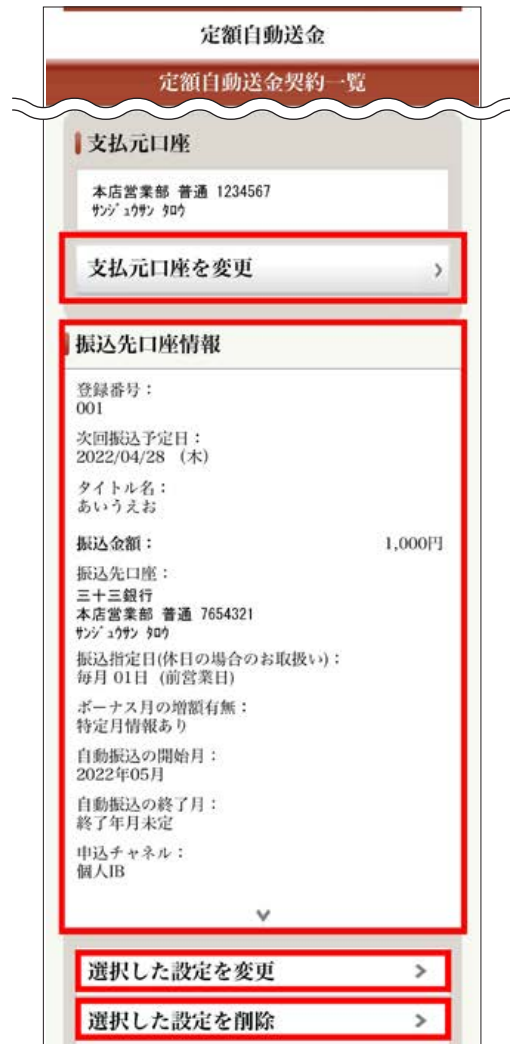 定額自動送金
定額自動送金契約一覧
支払元口座
本店営業部 普通 1234567
ｻﾝｼﾞｭｳｻﾝ ﾀﾛｳ
支払元口座を変更
振込先口座情報
登録番号：
001
次回振込予定日：
2022/04/28 （木）
タイトル名：
あいうえお
振込金額： 1,000円
振込先口座：
三十三銀行
本店営業部 普通 7654321
ｻﾝｼﾞｭｳｻﾝ ﾀﾛｳ
振込指定日(休日の場合のお取扱い)：
毎月 01日 (前営業日)
ボーナス月の増額有無：
特定月情報あり
自動振込の開始月：
2022年05月
自動振込の終了月：
終了年月未定
申込チャネル：
個人IB
選択した設定を変更
選択した設定を削除